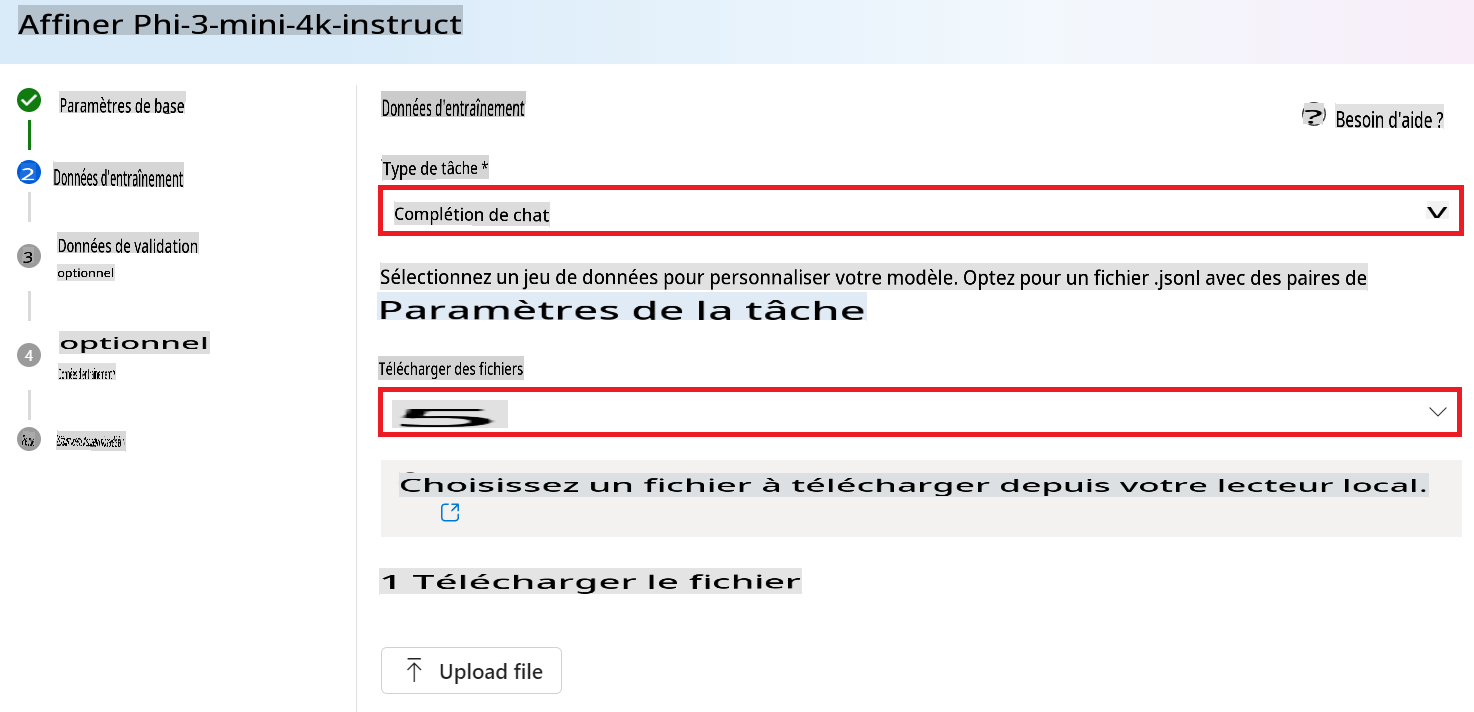 Affiner Phi-3-mini-4k-instruct
Paramètres de base
2
Données d'entraînement
3
Données de validation
optionnel
4
optionnel
Données d'entraînement
Besoin d'aide ?
Type de tâche *
Complétion de chat
Sélectionnez un jeu de données pour personnaliser votre modèle. Optez pour un fichier .jsonl avec des paires de
Paramètres de la tâche
Télécharger des fichiers
5
Choisissez un fichier à télécharger depuis votre lecteur local.
1 Télécharger le fichier
Upload file